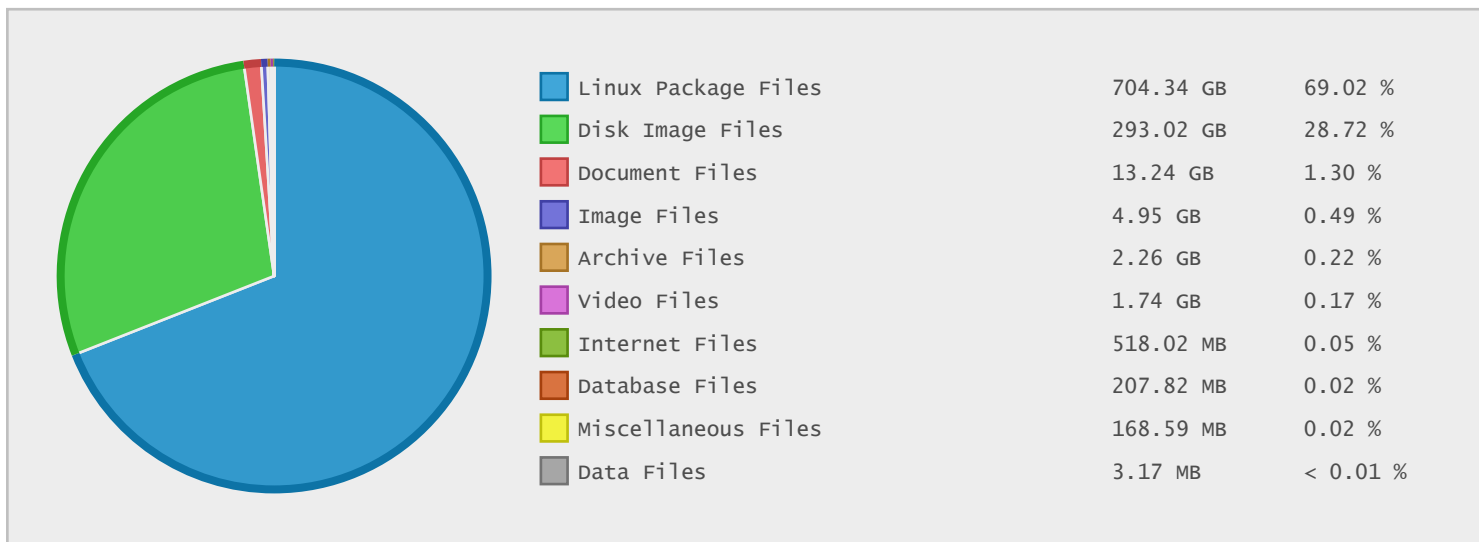 Linux Package Files 704.34 GB 69.02 %
Disk Image Files 293.02 GB 28.72 %
Document Files 13.24 GB 1.30 %
Image Files 4.95 GB 0.49 %
Archive Files 2.26 GB 0.22 %
Video Files 1.74 GB 0.17 %
Internet Files 518.02 MB 0.05 %
Database Files 207.82 MB 0.02 %
Miscellaneous Files 168.59 MB 0.02 %
Data Files 3.17 MB < 0.01 %